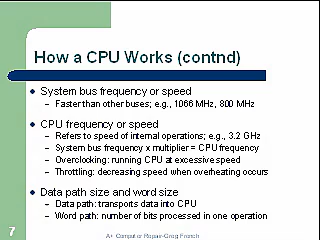 How a CPU Works (contnd)
System bus frequency or speed
– Faster than other buses; e.g., 1066 MHz, 800 MHz
CPU frequency or speed
– Refers to speed of internal operations; e.g., 3.2 GHz
– System bus frequency x multiplier = CPU frequency
– Overclocking: running CPU at excessive speed
– Throttling: decreasing speed when overheating occurs
Data path size and word size
– Data path: transports data into CPU
– Word path: number of bits processed in one operation
7
A+ Computer Repair-Greg French